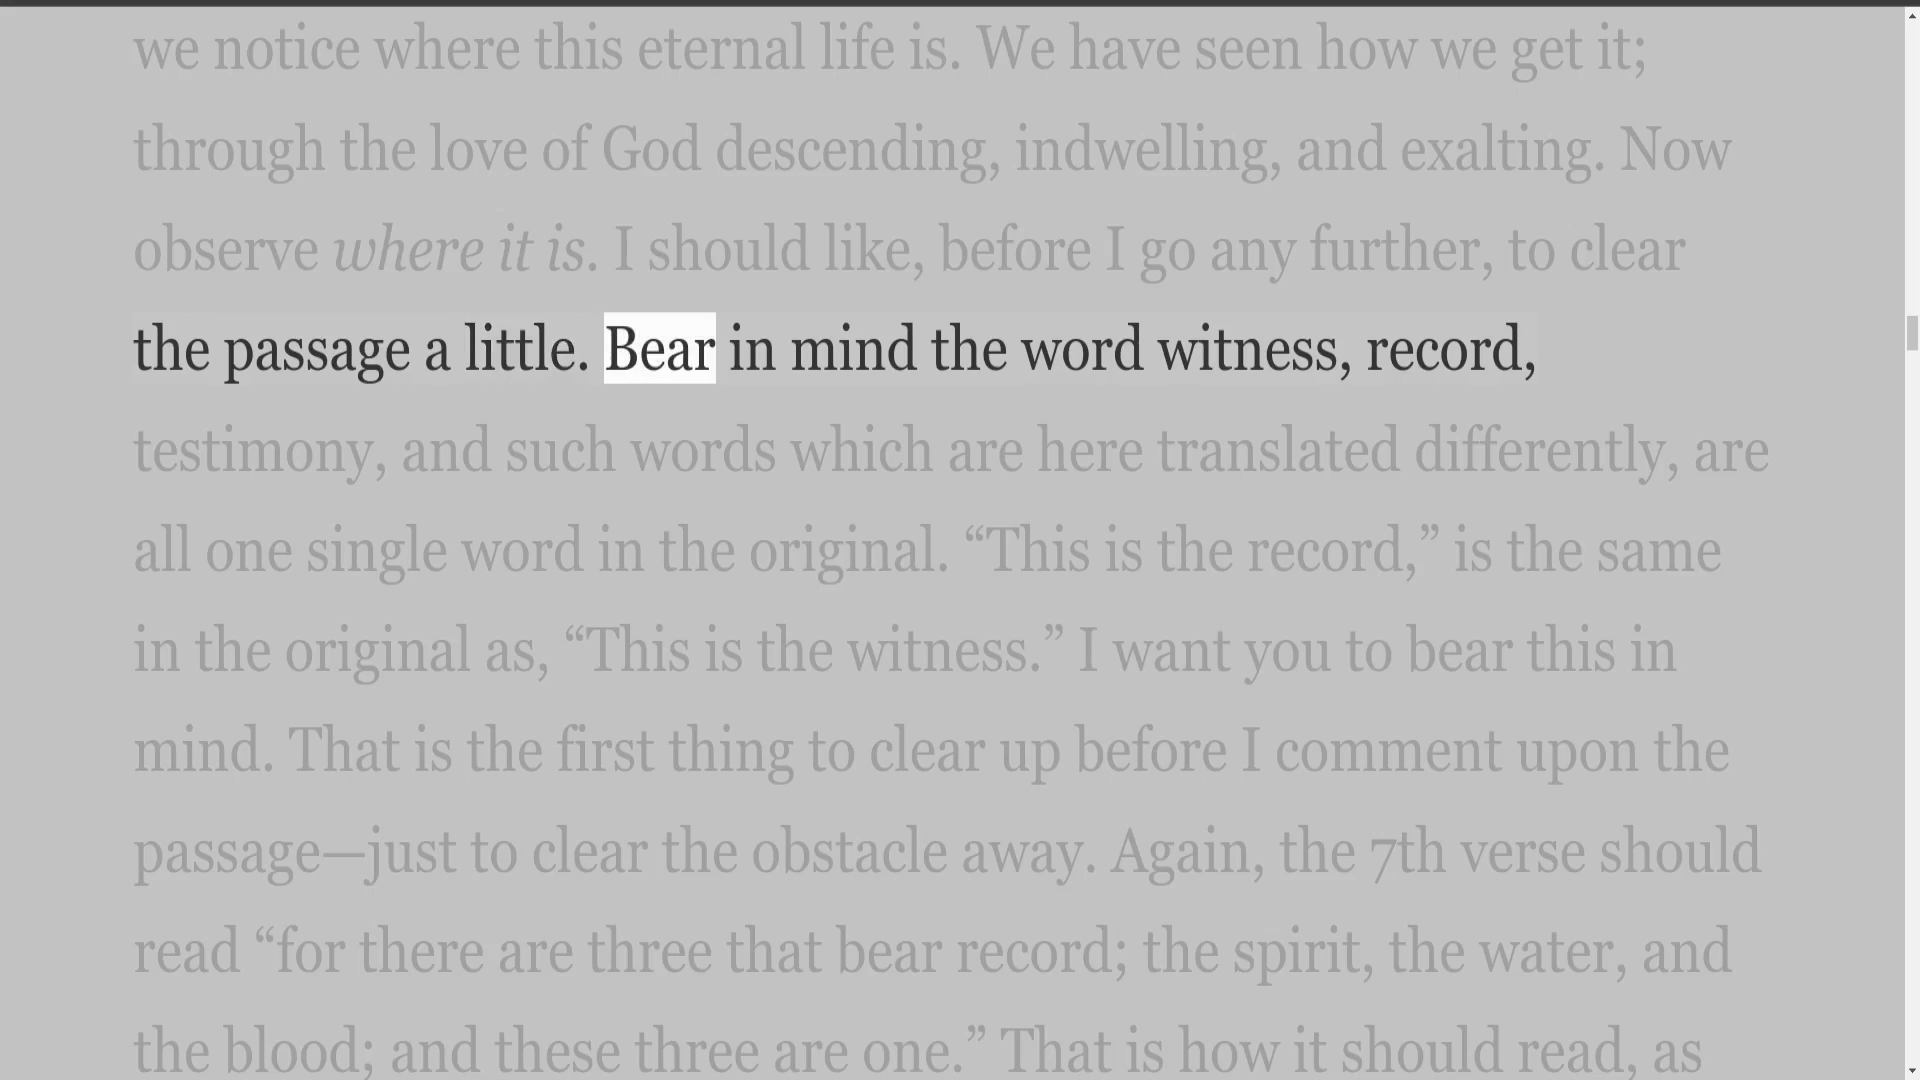 we notice where this eternal life is. We have seen how we get it;
through the love of God descending, indwelling, and exalting. Now
observe where it is. I should like, before I go any further, to clear
the passage a little. Bear in mind the word witness, record,
testimony, and such words which are here translated differently, are
all one single word in the original. “This is the record,” is the same
in the original as, “This is the witness.” I want you to bear this in
mind. That is the first thing to clear up before I comment upon the
passage—just to clear the obstacle away. Again, the 7th verse should
read “for there are three that bear record; the spirit, the water, and
the blood; and these three are one.” That is how it should read, as